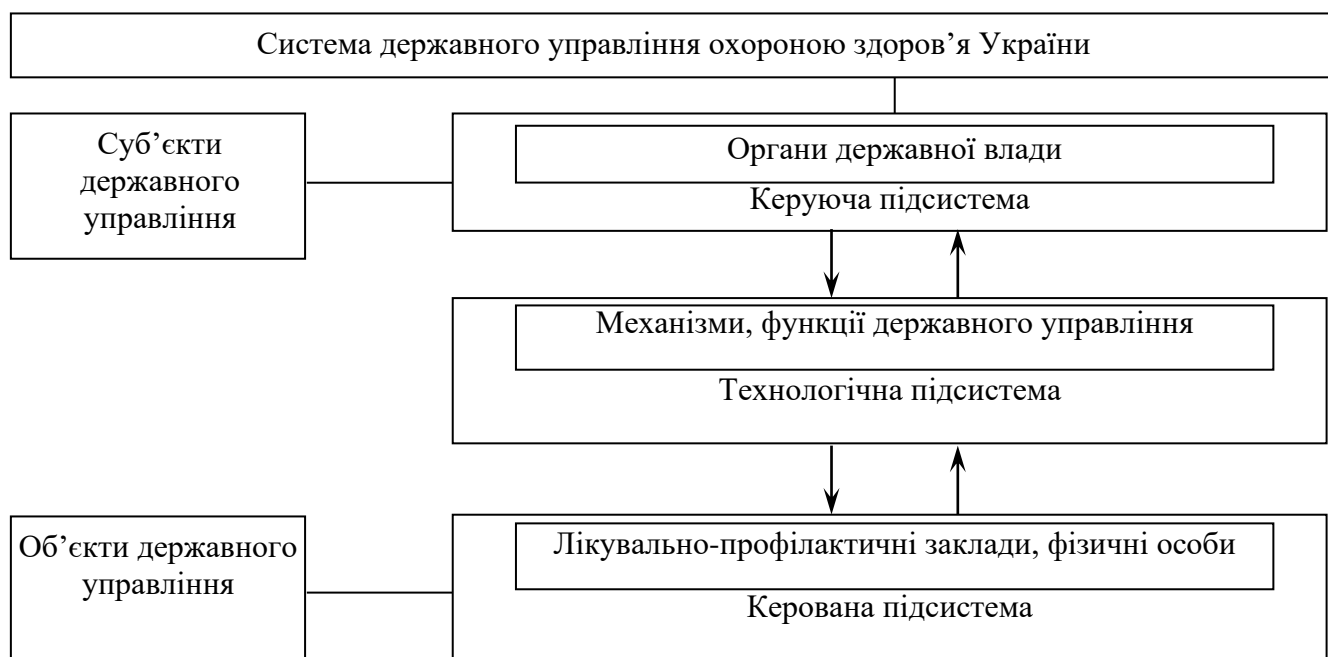 Система державного управління охороною здоров’я України
Суб’єкти
державного
управління
Органи державної влади
Керуюча підсистема
Механізми, функції державного управління
Технологічна підсистема
Об’єкти державного
управління
Лікувально-профілактичні заклади, фізичні особи
Керована підсистема